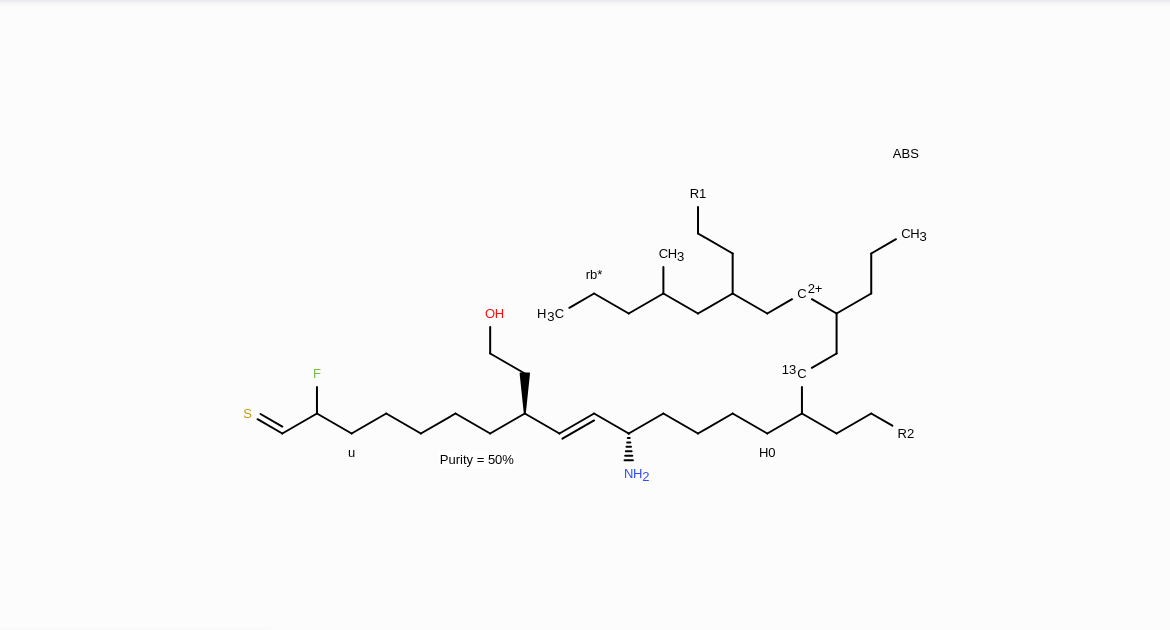 ABS
R1
CH3
CH3
rb*
C2+
H3C
OH
13C
F
S
R2
u
Purity = 50%
H0
NH2